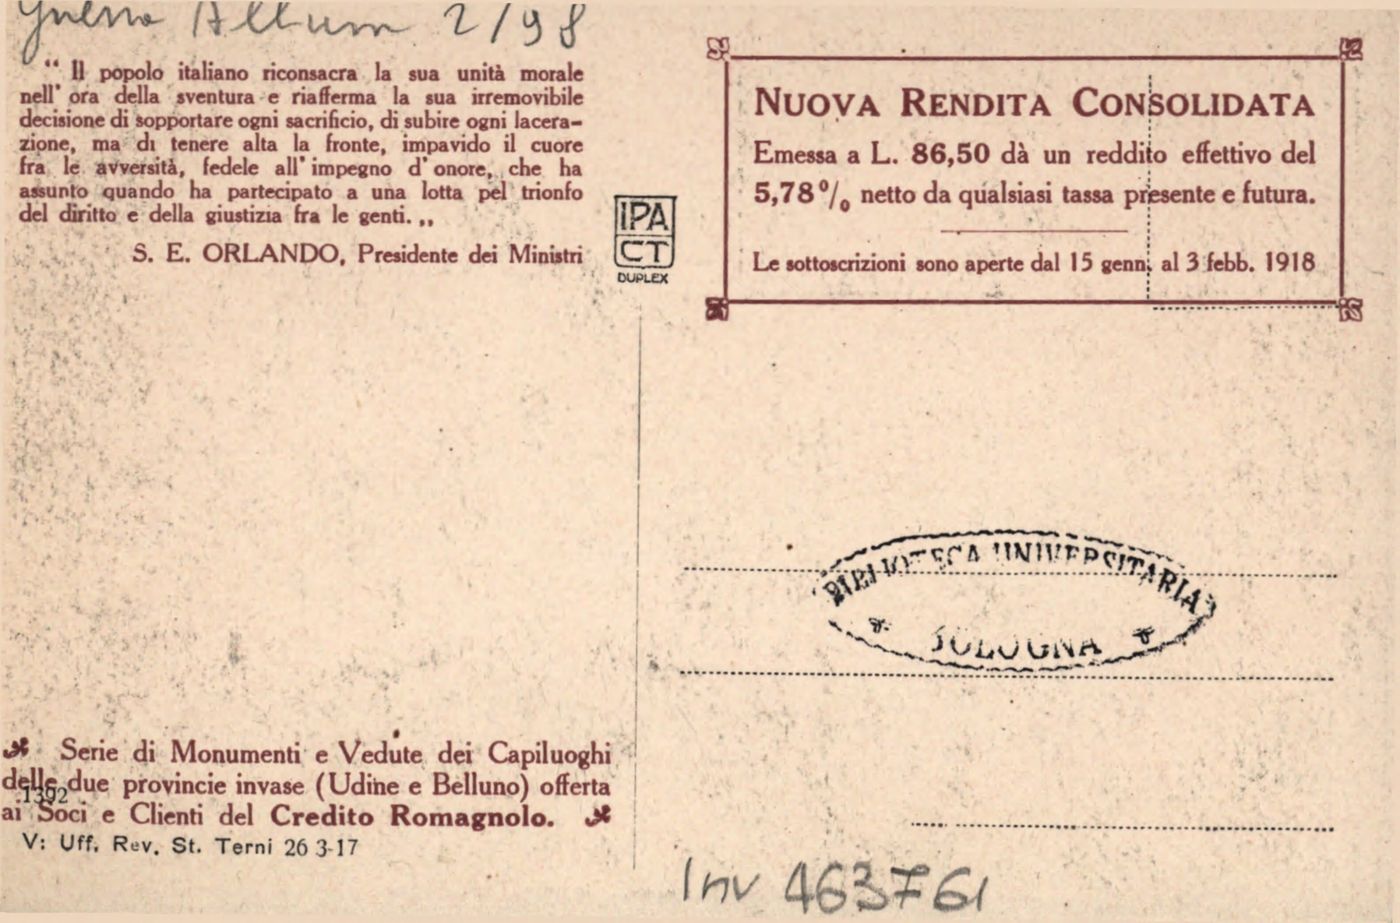 Guerra Album 2/98
“ Il popolo italiano riconsacra la sua unità morale
nell' ora della sventura e riafferma la sua irremovibile
decisione di sopportare ogni sacrificio, di subire ogni lacera-
zione, ma di tenere alta la fronte, impavido il cuore
fra le avversità, fedele all' impegno d' onore, che ha
assunto quando ha partecipato a una lotta pel trionfo
del diritto e della giustizia fra le genti. „
S. E. ORLANDO, Presidente dei Ministri
IPA
CT
DUPLEX
NUOVA RENDITA CONSOLIDATA
Emessa a L. 86,50 dà un reddito effettivo del
5,78 % netto da qualsiasi tassa presente e futura.
Le sottoscrizioni sono aperte dal 15 genn. al 3 febb. 1918
BIBLIOTECA UNIVERSITARIA
BOLOGNA
Serie di Monumenti e Vedute dei Capiluoghi
delle due provincie invase (Udine e Belluno) offerta
1392
ai Soci e Clienti del Credito Romagnolo.
V: Uff. Rev. St. Terni 26 3-17
Inv 463761